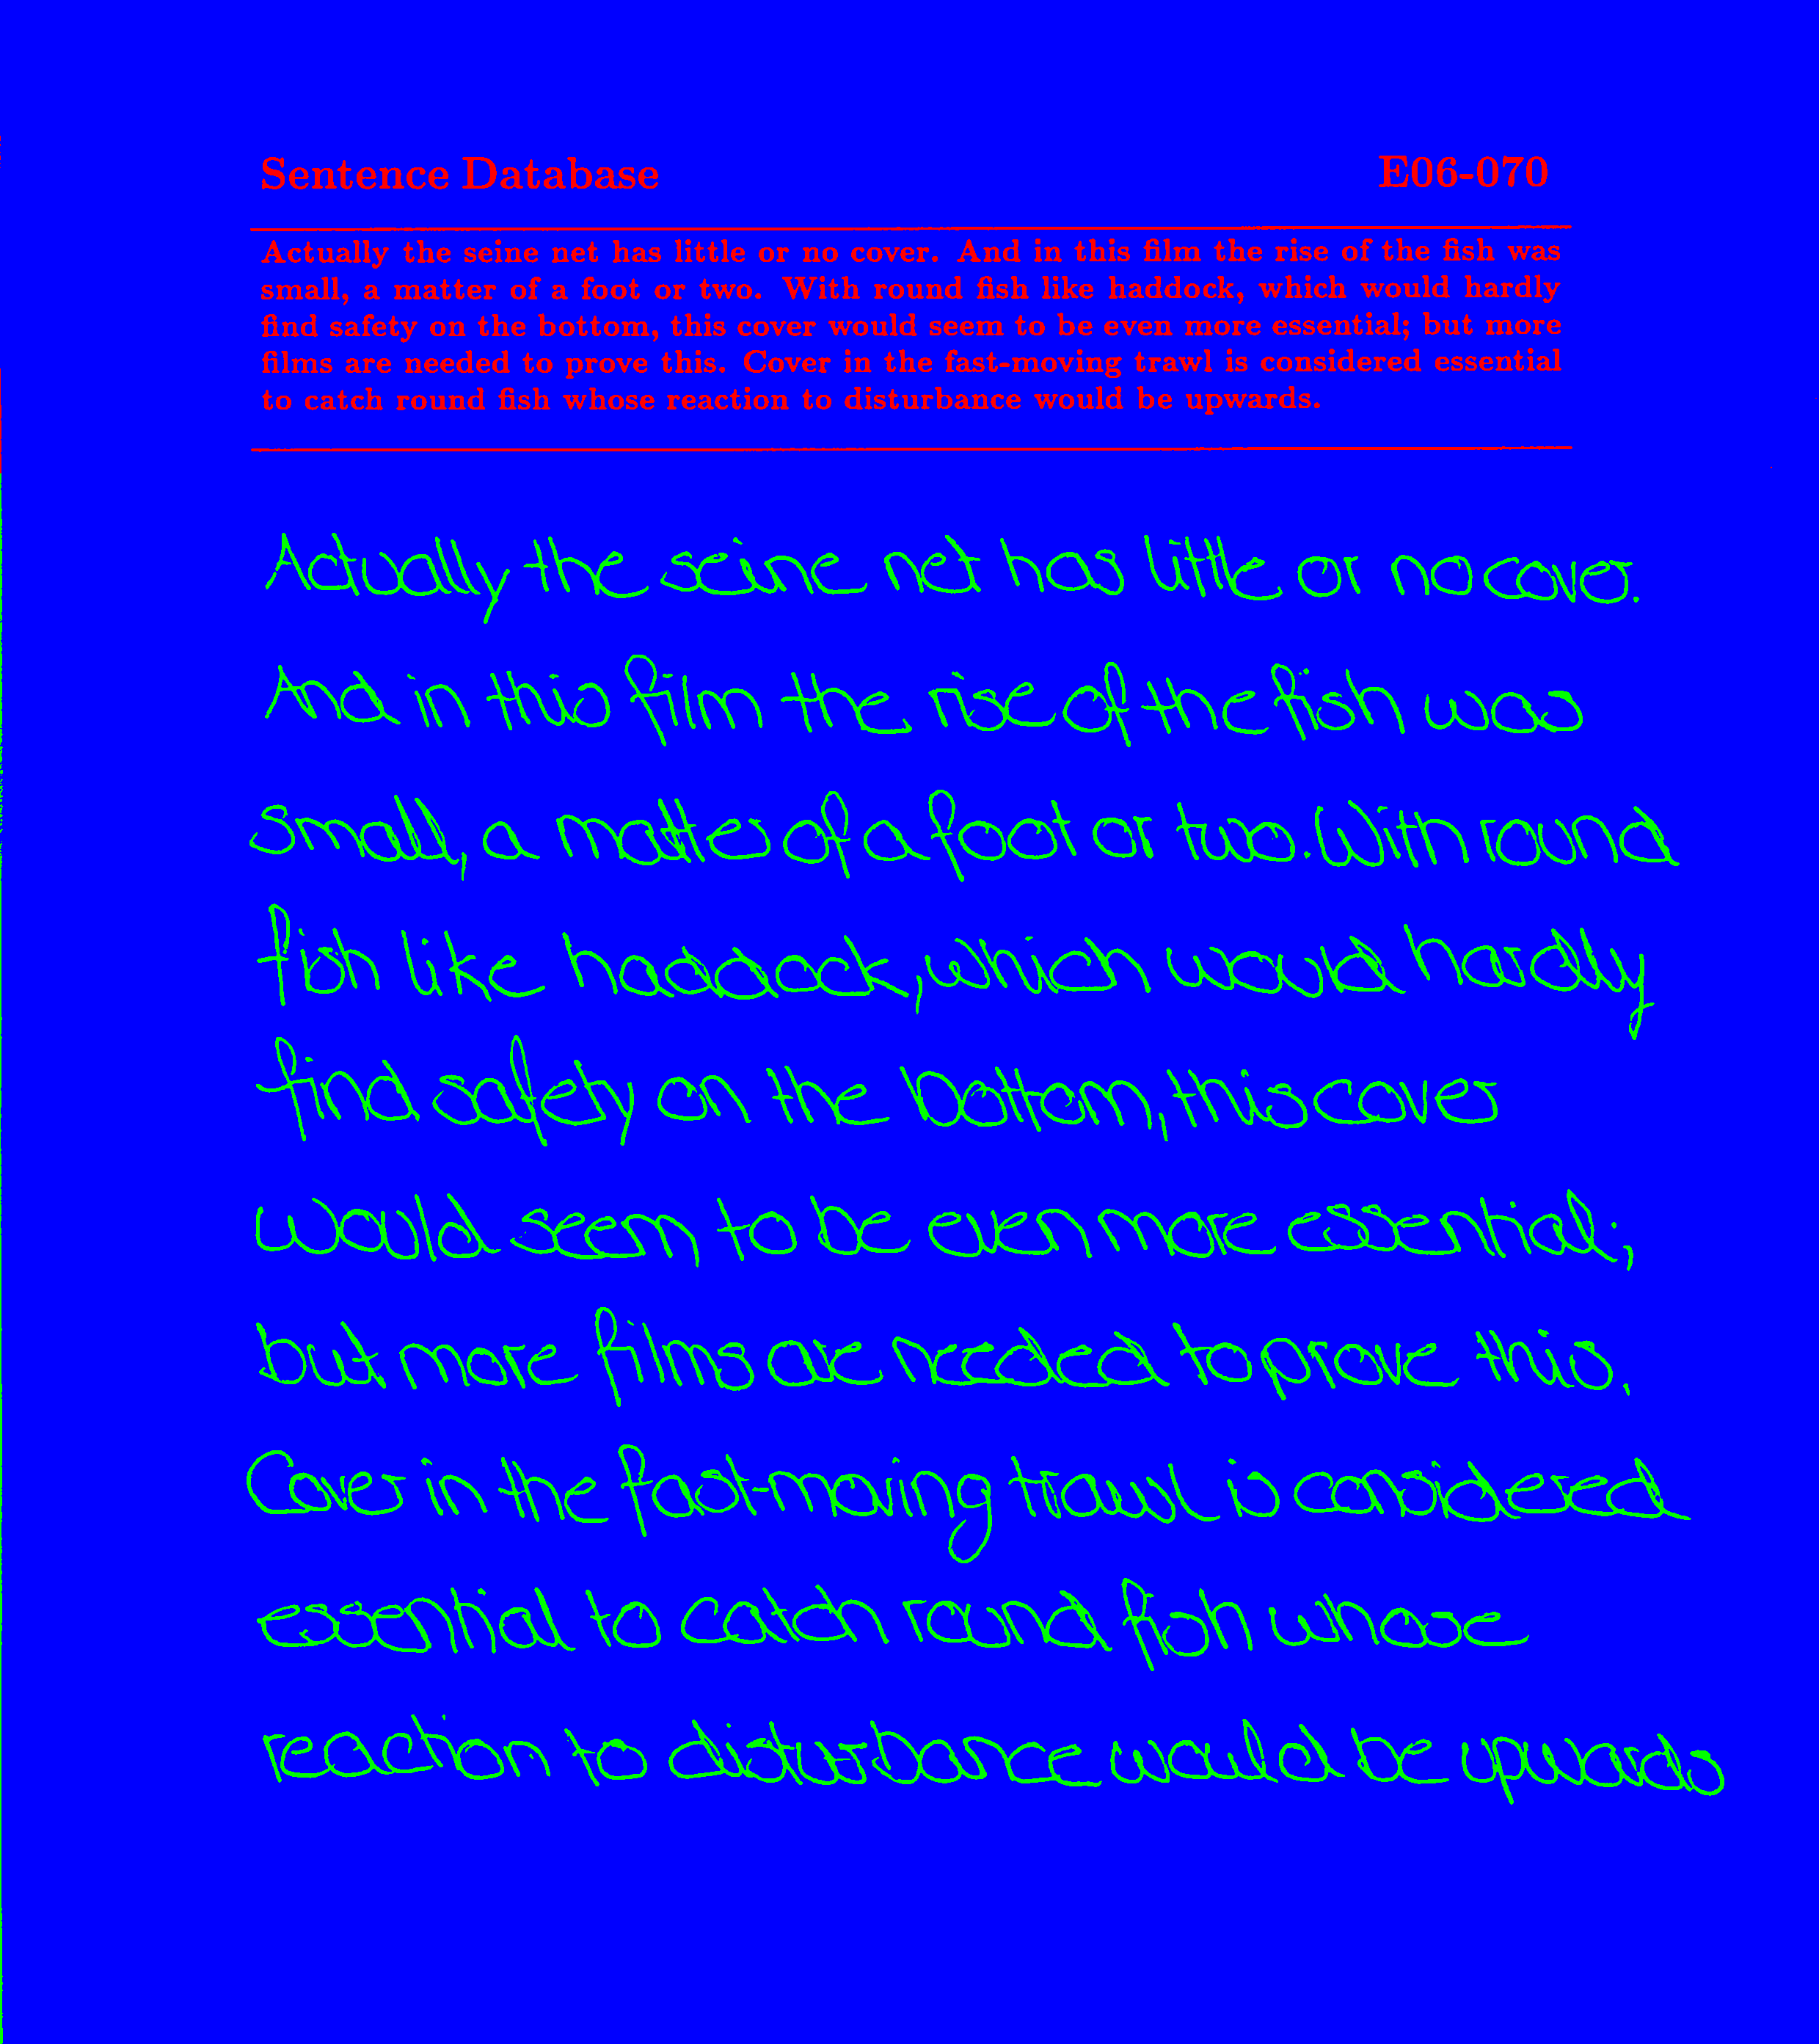 Sentence Database E06-070
Actually the seine net has little or no cover. And in this film the rise of the fish was
small, a matter of a foot or two. With round fish like haddock, which would hardly
find safety on the bottom, this cover would seem to be even more essential; but more
films are needed to prove this. Cover in the fast-moving trawl is considered essential
to catch round fish whose reaction to disturbance would be upwards.
Actually the seine net has little or no cover.
And in this film the rise of the fish was
small, a matter of a foot or two. With round
fish like haddock, which would hardly
find safety on the bottom, this cover
would seem to be even more essential;
but more films are needed to prove this.
Cover in the fast-moving trawl is considered
essential to catch round fish whose
reaction to disturbance would be upwards